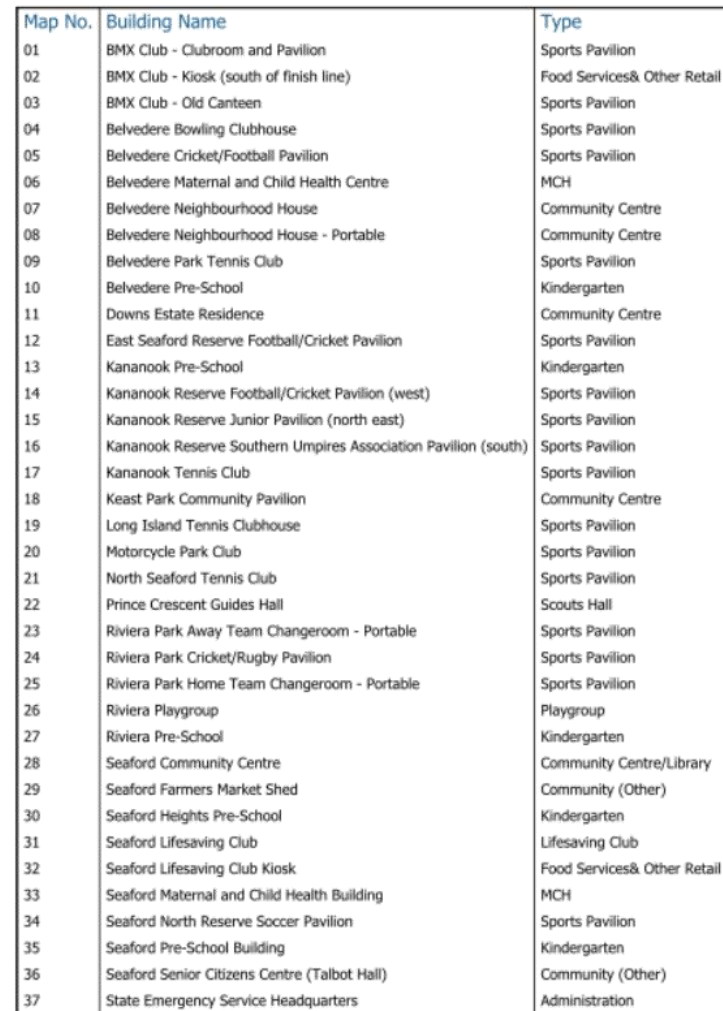 Map No. Building Name Type
01 BMX Club - Clubroom and Pavilion Sports Pavilion
02 BMX Club - Kiosk (south of finish line) Food Services& Other Retail
03 BMX Club - Old Canteen Sports Pavilion
04 Belvedere Bowling Clubhouse Sports Pavilion
05 Belvedere Cricket/Football Pavilion Sports Pavilion
06 Belvedere Maternal and Child Health Centre MCH
07 Belvedere Neighbourhood House Community Centre
08 Belvedere Neighbourhood House - Portable Community Centre
09 Belvedere Park Tennis Club Sports Pavilion
10 Belvedere Pre-School Kindergarten
11 Downs Estate Residence Community Centre
12 East Seaford Reserve Football/Cricket Pavilion Sports Pavilion
13 Kananook Pre-School Kindergarten
14 Kananook Reserve Football/Cricket Pavilion (west) Sports Pavilion
15 Kananook Reserve Junior Pavilion (north east) Sports Pavilion
16 Kananook Reserve Southern Umpires Association Pavilion (south) Sports Pavilion
17 Kananook Tennis Club Sports Pavilion
18 Keast Park Community Pavilion Community Centre
19 Long Island Tennis Clubhouse Sports Pavilion
20 Motorcycle Park Club Sports Pavilion
21 North Seaford Tennis Club Sports Pavilion
22 Prince Crescent Guides Hall Scouts Hall
23 Riviera Park Away Team Changeroom - Portable Sports Pavilion
24 Riviera Park Cricket/Rugby Pavilion Sports Pavilion
25 Riviera Park Home Team Changeroom - Portable Sports Pavilion
26 Riviera Playgroup Playgroup
27 Riviera Pre-School Kindergarten
28 Seaford Community Centre Community Centre/Library
29 Seaford Farmers Market Shed Community (Other)
30 Seaford Heights Pre-School Kindergarten
31 Seaford Lifesaving Club Lifesaving Club
32 Seaford Lifesaving Club Kiosk Food Services& Other Retail
33 Seaford Maternal and Child Health Building MCH
34 Seaford North Reserve Soccer Pavilion Sports Pavilion
35 Seaford Pre-School Building Kindergarten
36 Seaford Senior Citizens Centre (Talbot Hall) Community (Other)
37 State Emergency Service Headquarters Administration